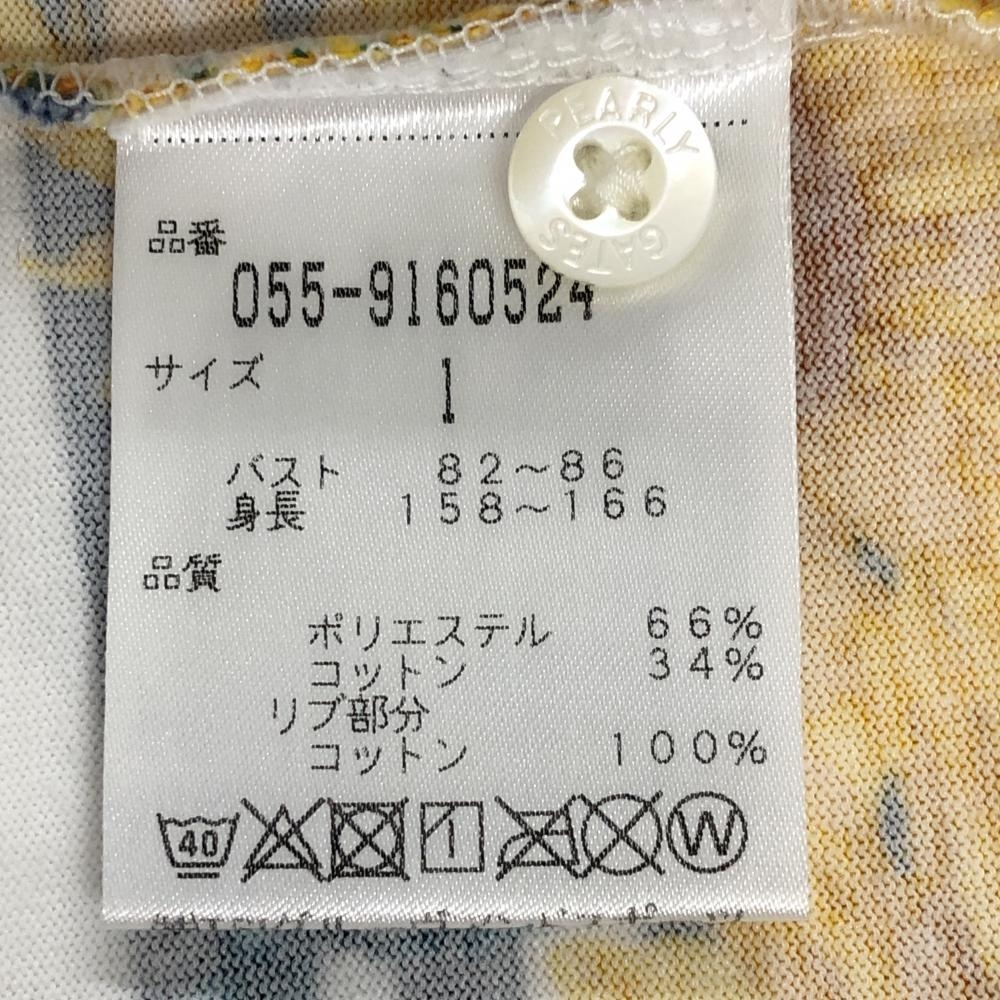 PEARLY
GATES
品番
055-9160524
サイズ
1
バスト 82~86
身長 158~166
品質
ポリエステル 66%
コットン 34%
リブ部分
コットン 100%
40
1
W